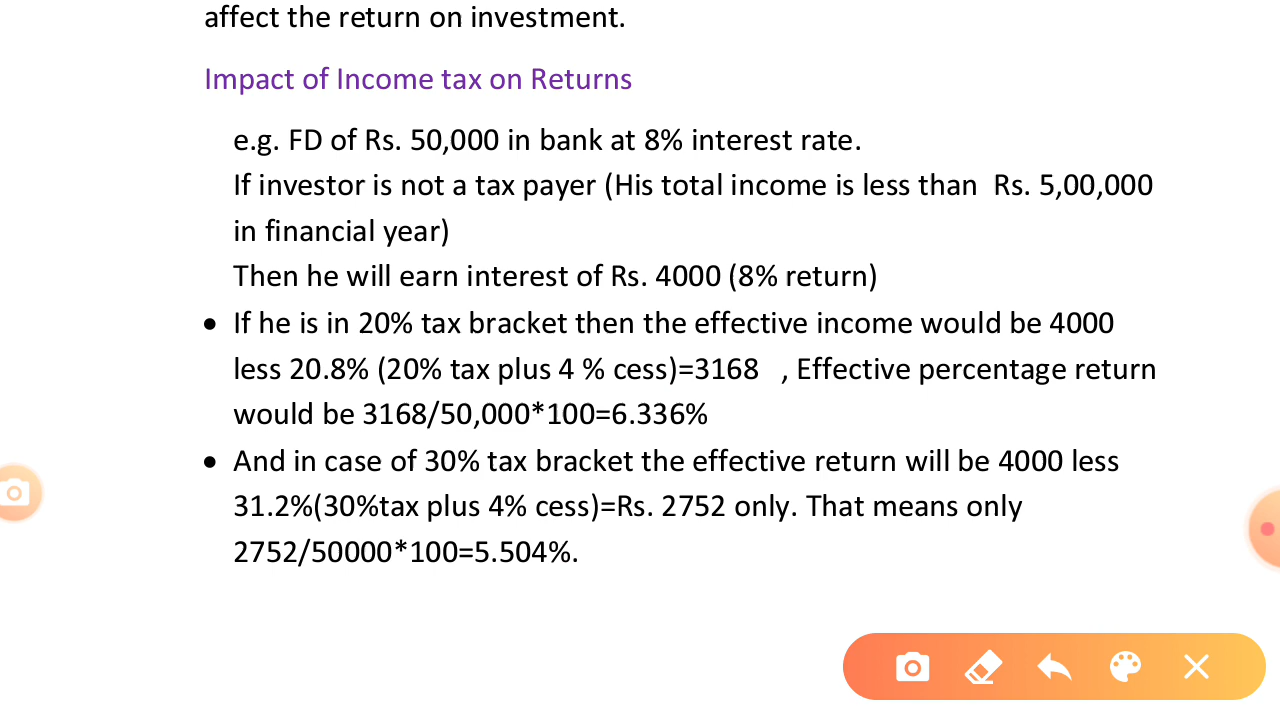 affect the return on investment.
Impact of Income tax on Returns
e.g. FD of Rs. 50,000 in bank at 8% interest rate.
If investor is not a tax payer (His total income is less than  Rs. 5,00,000
in financial year)
Then he will earn interest of Rs. 4000 (8% return)
• If he is in 20% tax bracket then the effective income would be 4000
less 20.8% (20% tax plus 4 % cess)=3168   , Effective percentage return
would be 3168/50,000*100=6.336%
• And in case of 30% tax bracket the effective return will be 4000 less
31.2%(30%tax plus 4% cess)=Rs. 2752 only. That means only
2752/50000*100=5.504%.